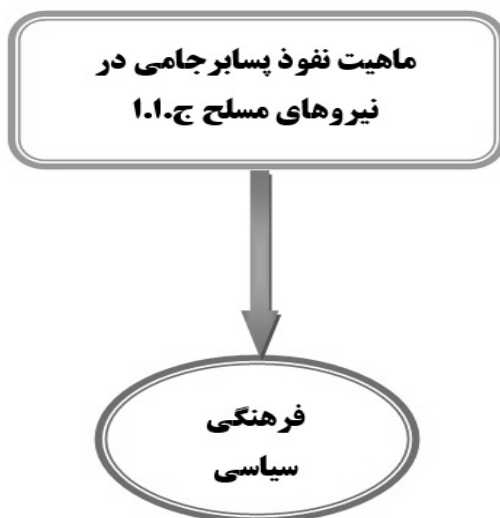 ماهیت نفوذ پسابرجامی در
نیروهای مسلح ج.ا.ا
فرهنگی
سیاسی